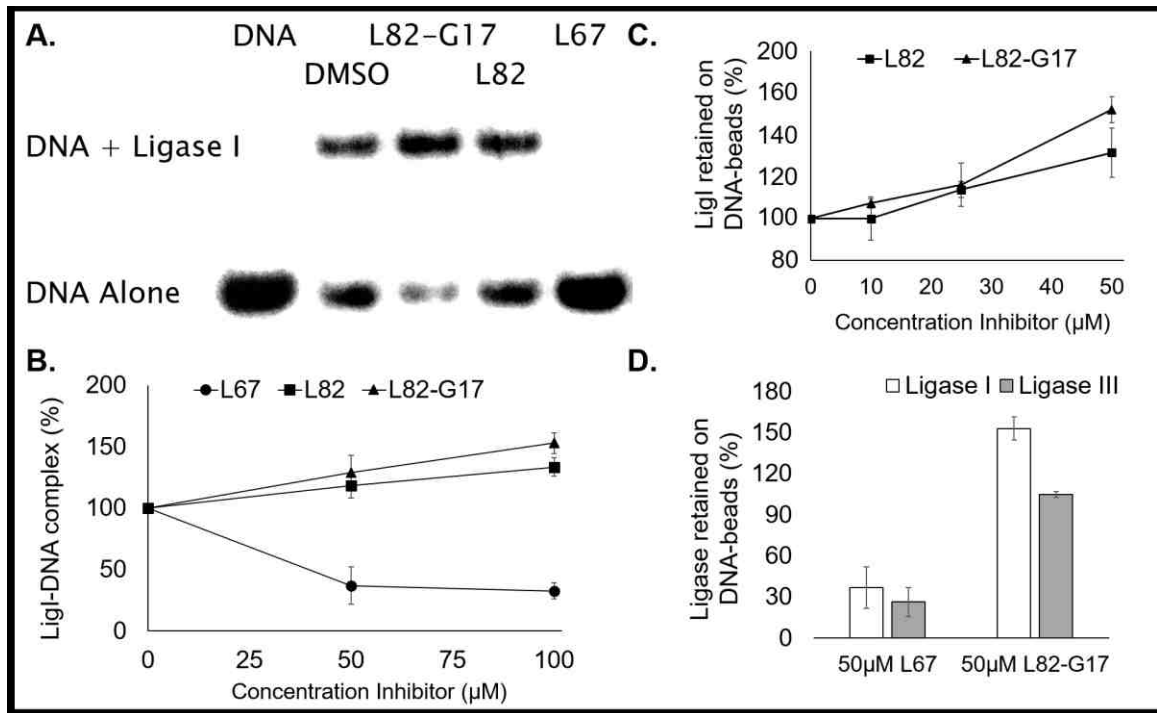 A.
DNA L82-G17 L67
DMSO L82
DNA + Ligase I
DNA Alone
B.
200
150
100
50
0
LigI-DNA complex (%)
L67 L82 L82-G17
0 25 50 75 100
Concentration Inhibitor (µM)
C.
200
180
160
140
120
100
80
LigI retained on
DNA-beads (%)
L82 L82-G17
0 10 20 30 40 50
Concentration Inhibitor (µM)
D.
180
150
120
90
60
30
0
Ligase retained on
DNA-beads (%)
Ligase I Ligase III
50µM L67 50µM L82-G17